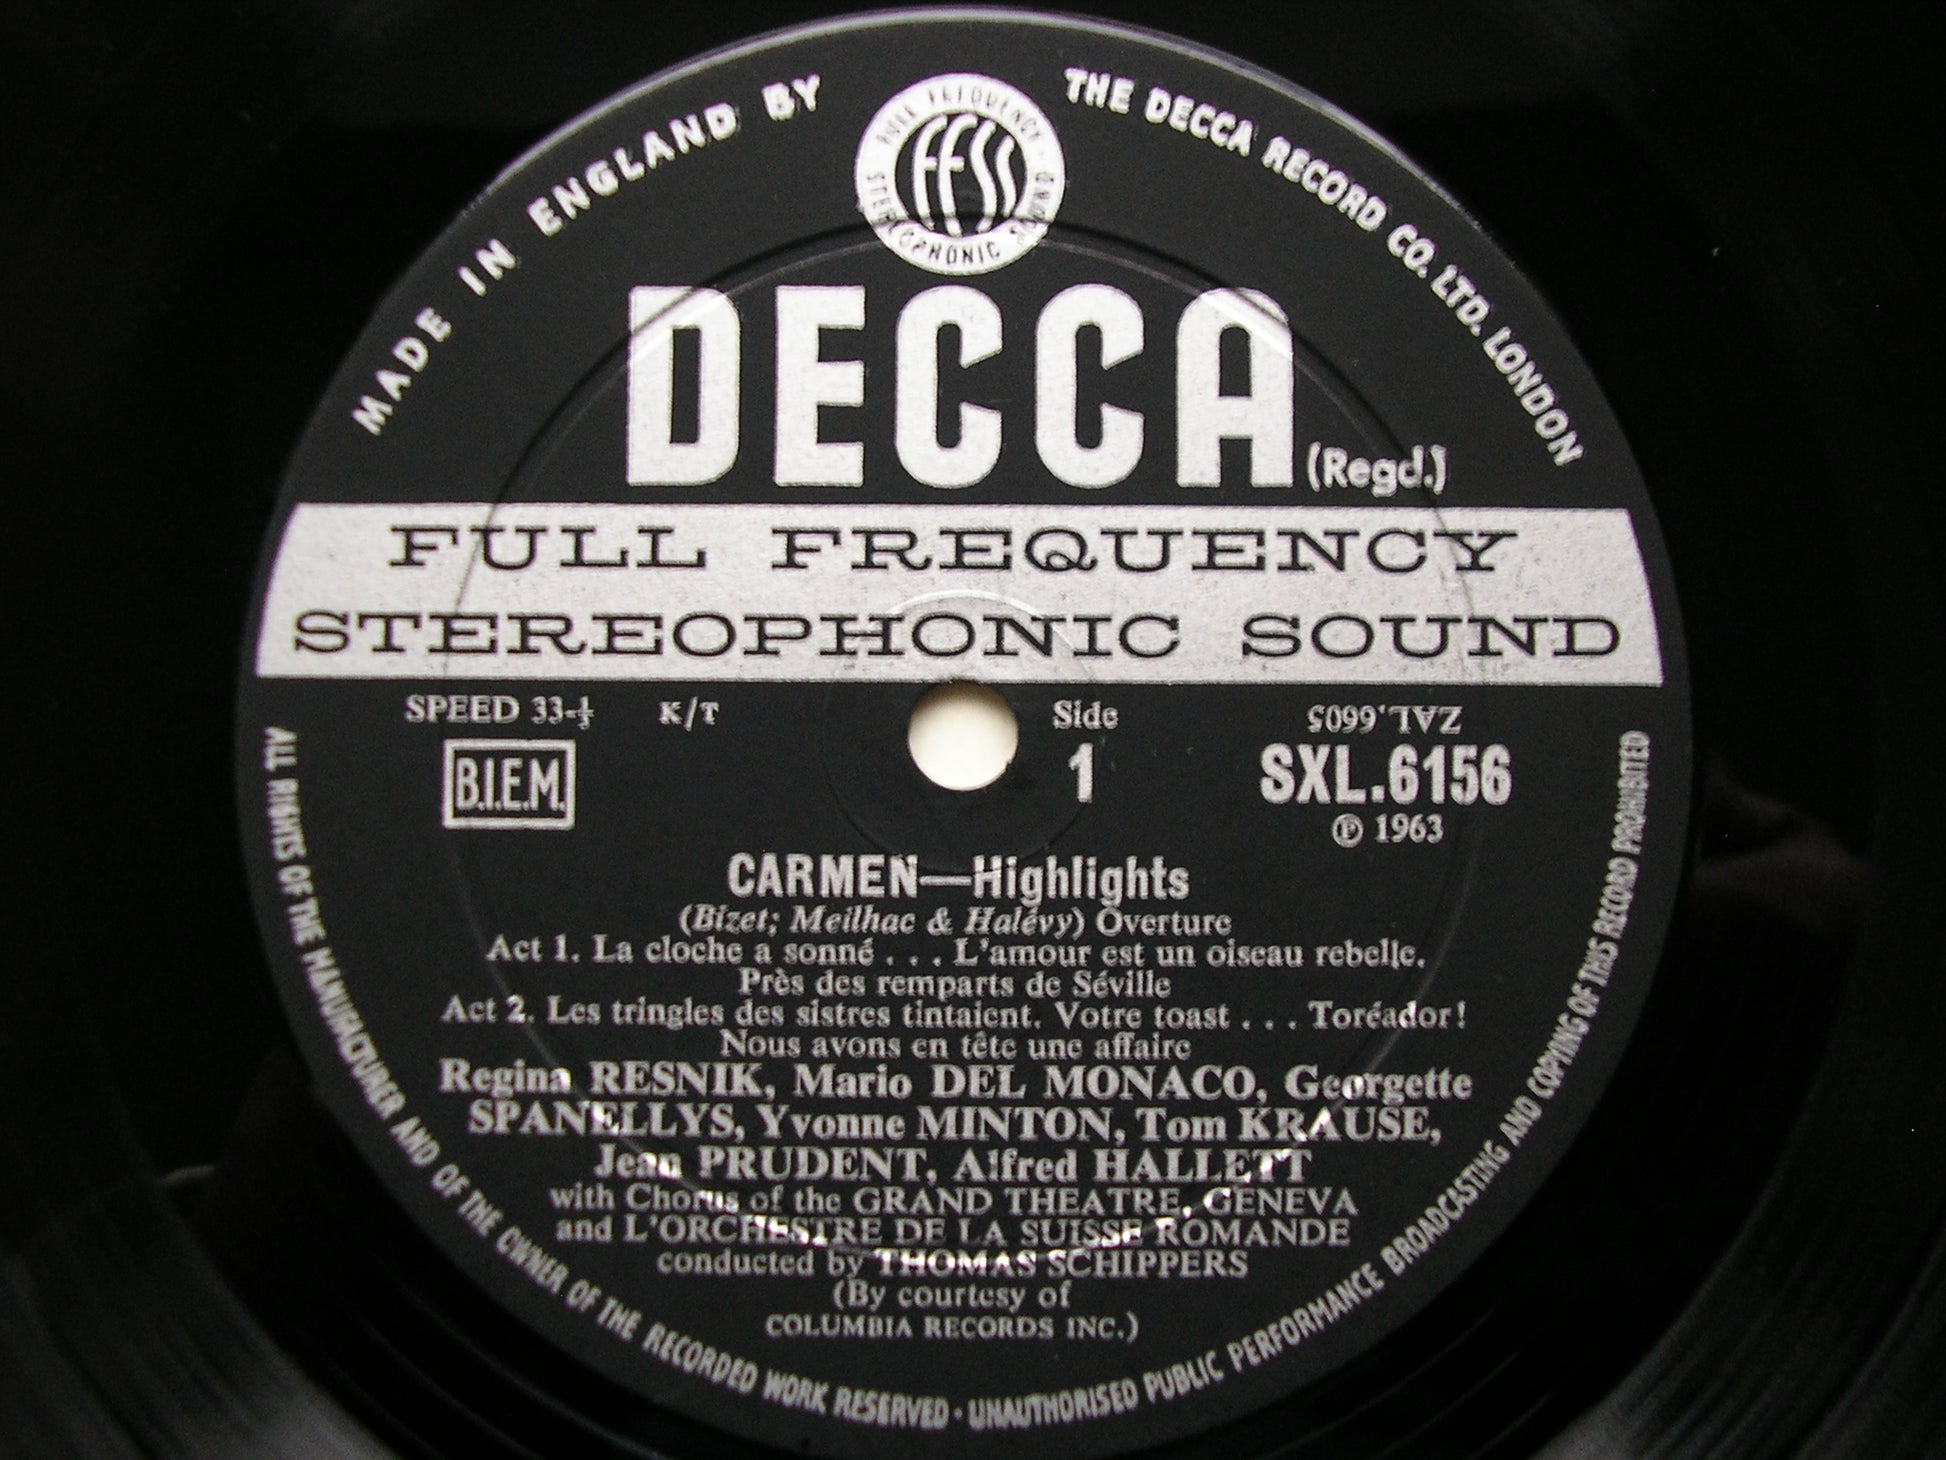 MADE IN ENGLAND BY
THE DECCA RECORD CO. LTD. LONDON
FULL FREQUENCY · STEREOPHONIC SOUND
FFSS
DECCA (Regd.)
FULL FREQUENCY
STEREOPHONIC SOUND
SPEED 33-⅓ K/T
Side
ZAL.6605
B.I.E.M.
1
SXL.6156
℗ 1963
CARMEN—Highlights
(Bizet; Meilhac & Halévy) Overture
Act 1. La cloche a sonné . . . L'amour est un oiseau rebelle.
Près des remparts de Séville
Act 2. Les tringles des sistres tintaient. Votre toast . . . Toréador!
Nous avons en tête une affaire
Regina RESNIK, Mario DEL MONACO, Georgette
SPANELLYS, Yvonne MINTON, Tom KRAUSE,
Jean PRUDENT, Alfred HALLETT
with Chorus of the GRAND THEATRE, GENEVA
and L'ORCHESTRE DE LA SUISSE ROMANDE
conducted by THOMAS SCHIPPERS
(By courtesy of
COLUMBIA RECORDS INC.)
ALL RIGHTS OF THE MANUFACTURER AND OF THE OWNER OF THE RECORDED WORK RESERVED · UNAUTHORISED PUBLIC PERFORMANCE BROADCASTING AND COPYING OF THIS RECORD PROHIBITED